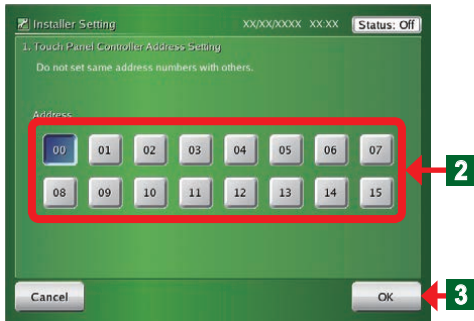 Installer Setting XX/XX/XXXX XX:XX Status: Off
1. Touch Panel Controller Address Setting
Do not set same address numbers with others.
Address
00 01 02 03 04 05 06 07
2
08 09 10 11 12 13 14 15
Cancel OK 3